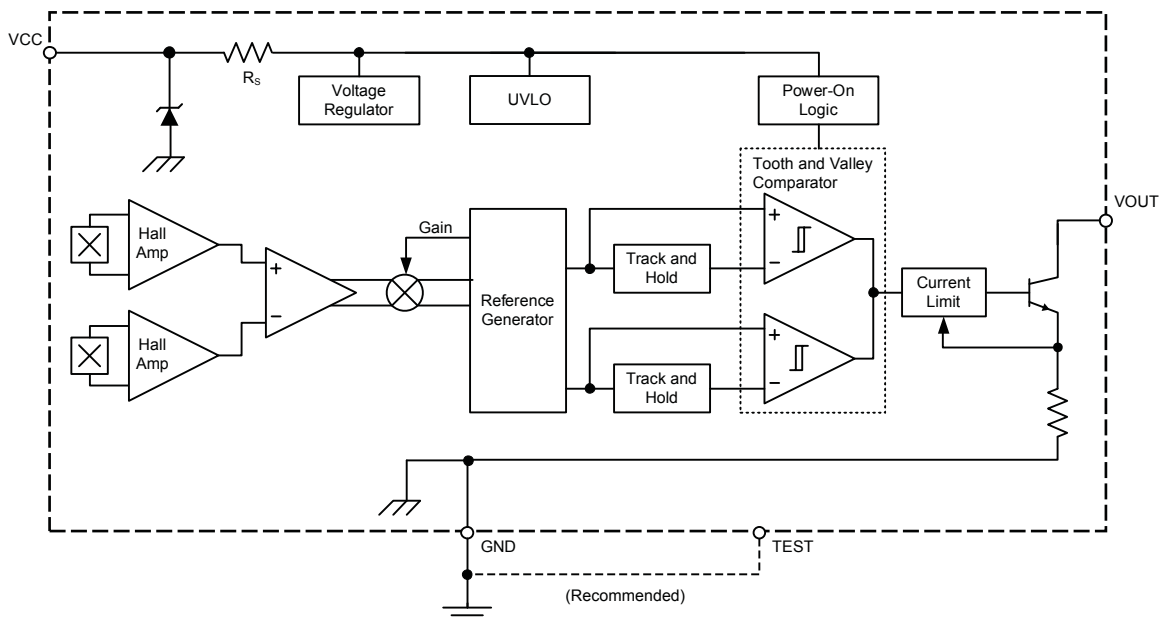 VCC
R_S
Voltage
Regulator
UVLO
Power-On
Logic
Tooth and Valley
Comparator
VOUT
Hall
Amp
Hall
Amp
+
−
Gain
Reference
Generator
Track and
Hold
Track and
Hold
+
−
+
−
Current
Limit
GND
TEST
(Recommended)